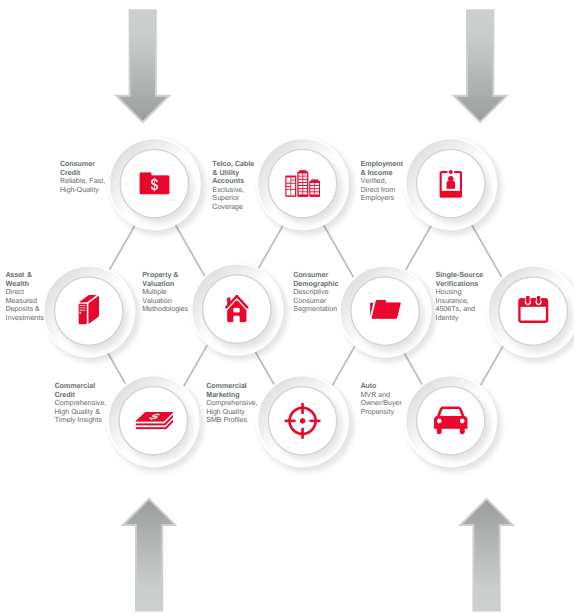 Consumer
Credit
Reliable, Fast,
High-Quality
Telco, Cable
& Utility
Accounts
Exclusive,
Superior
Coverage
Employment
& Income
Verified,
Direct from
Employers
$
Asset &
Wealth
Direct
Measured
Deposits &
Investments
Property &
Valuation
Multiple
Valuation
Methodologies
Consumer
Demographic
Descriptive
Consumer
Segmentation
Single-Source
Verifications
Housing
Insurance,
4506Ts, and
Identity
Commercial
Credit
Comprehensive,
High Quality &
Timely Insights
$
Commercial
Marketing
Comprehensive,
High Quality
SMB Profiles
Auto
MVR and
Owner/Buyer
Propensity